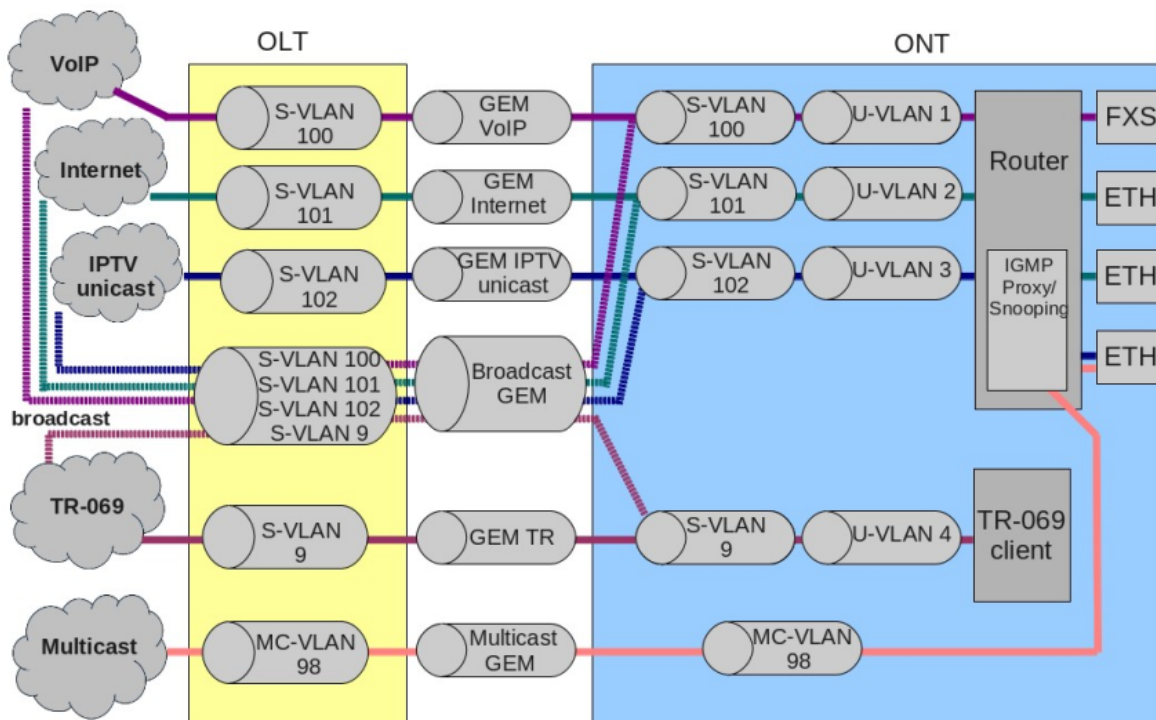 OLT
ONT
VoIP
S-VLAN
100
GEM
VoIP
S-VLAN
100
U-VLAN 1
Router
FXS
Internet
S-VLAN
101
GEM
Internet
S-VLAN
101
U-VLAN 2
ETH
IPTV
unicast
S-VLAN
102
GEM IPTV
unicast
S-VLAN
102
U-VLAN 3
IGMP
Proxy/
Snooping
ETH
ETH
S-VLAN 100
S-VLAN 101
S-VLAN 102
S-VLAN 9
Broadcast
GEM
broadcast
TR-069
S-VLAN
9
GEM TR
S-VLAN
9
U-VLAN 4
TR-069
client
Multicast
MC-VLAN
98
Multicast
GEM
MC-VLAN
98